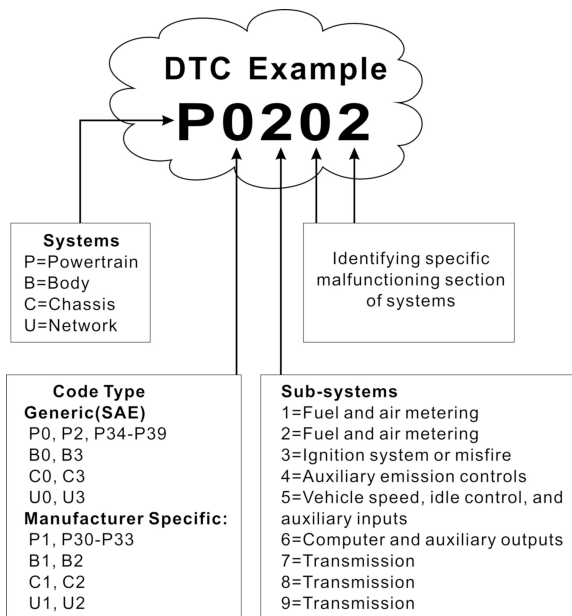 DTC Example
P0202
Systems
P=Powertrain
B=Body
C=Chassis
U=Network
Identifying specific
malfunctioning section
of systems
Code Type
Generic(SAE)
P0, P2, P34-P39
B0, B3
C0, C3
U0, U3
Manufacturer Specific:
P1, P30-P33
B1, B2
C1, C2
U1, U2
Sub-systems
1=Fuel and air metering
2=Fuel and air metering
3=Ignition system or misfire
4=Auxiliary emission controls
5=Vehicle speed, idle control, and
auxiliary inputs
6=Computer and auxiliary outputs
7=Transmission
8=Transmission
9=Transmission